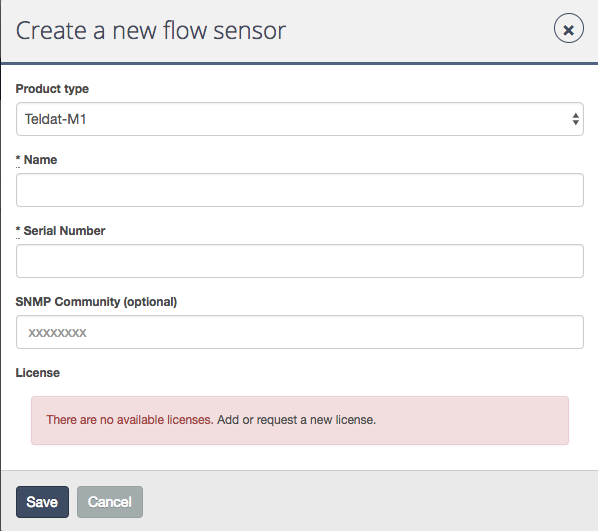 Create a new flow sensor
Product type
Teldat-M1
* Name
* Serial Number
SNMP Community (optional)
xxxxxxxx
License
There are no available licenses. Add or request a new license.
Save
Cancel